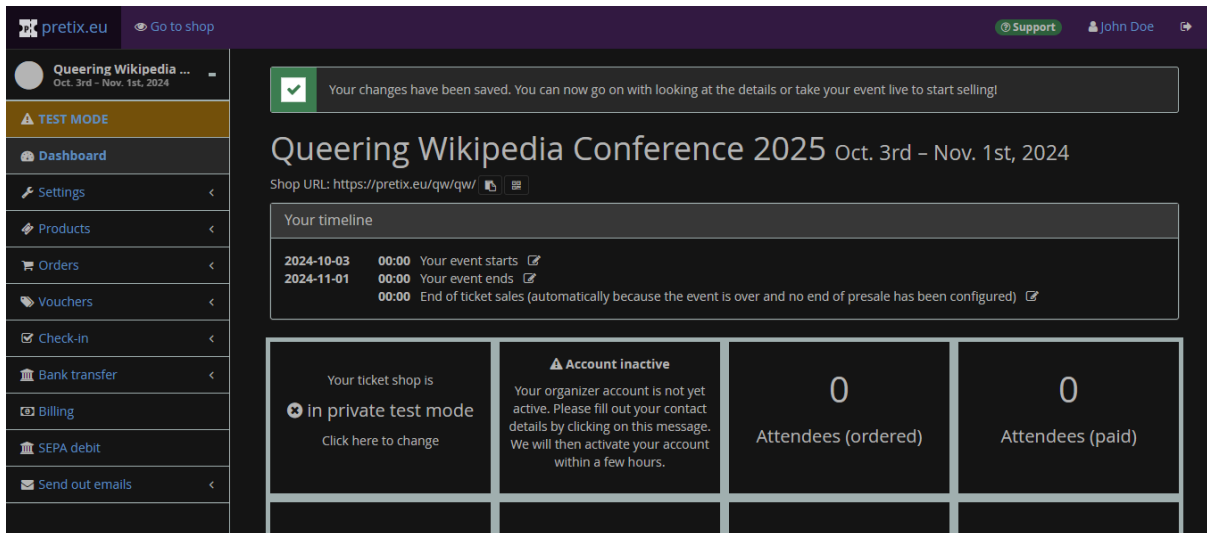 pretix.eu
Go to shop
Support
John Doe
Queering Wikipedia ...
Oct. 3rd – Nov. 1st, 2024
TEST MODE
Dashboard
Settings
Products
Orders
Vouchers
Check-in
Bank transfer
Billing
SEPA debit
Send out emails
Your changes have been saved. You can now go on with looking at the details or take your event live to start selling!
Queering Wikipedia Conference 2025 Oct. 3rd – Nov. 1st, 2024
Shop URL: https://pretix.eu/qw/qw/
Your timeline
2024-10-03 00:00 Your event starts
2024-11-01 00:00 Your event ends
00:00 End of ticket sales (automatically because the event is over and no end of presale has been configured)
Your ticket shop is
in private test mode
Click here to change
Account inactive
Your organizer account is not yet
active. Please fill out your contact
details by clicking on this message.
We will then activate your account
within a few hours.
0
Attendees (ordered)
0
Attendees (paid)